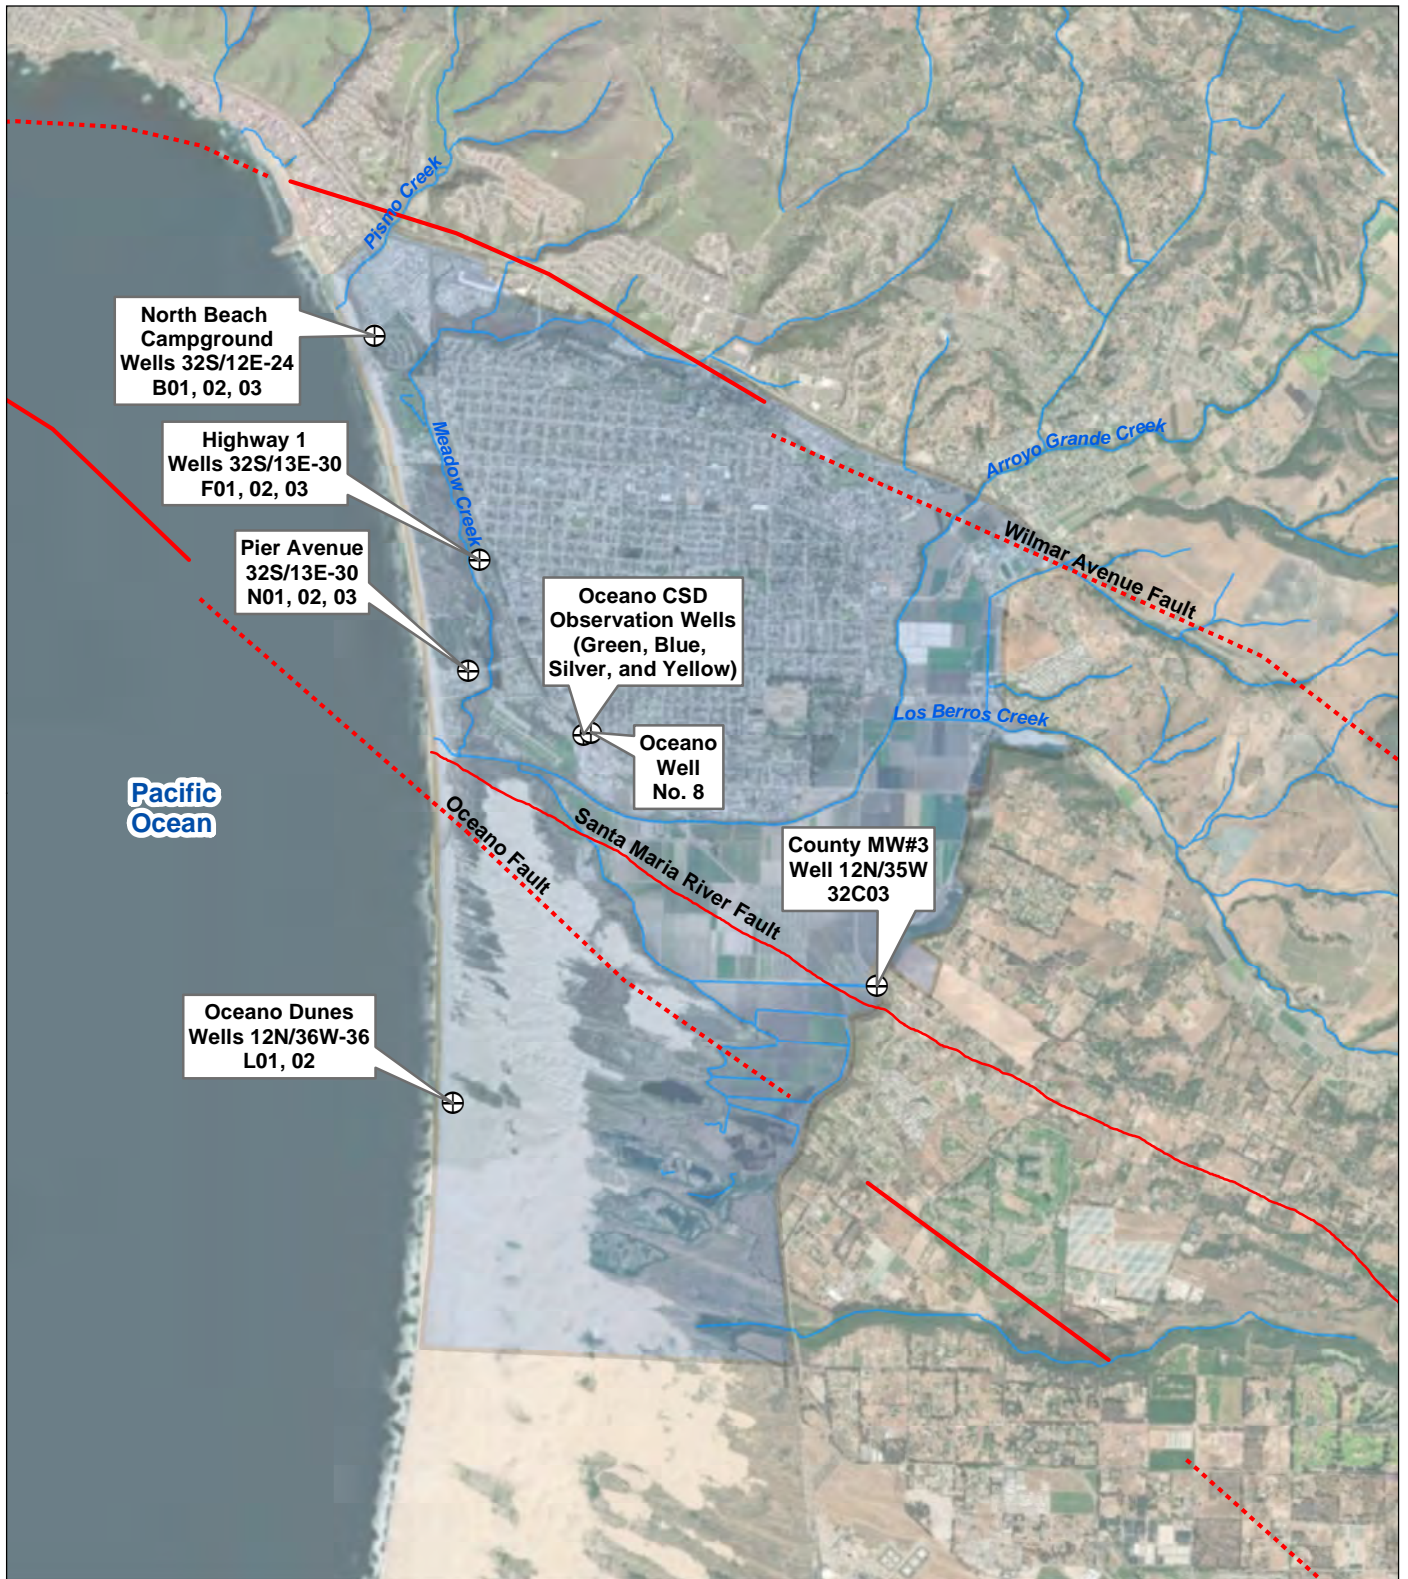 Pismo Creek
North Beach
Campground
Wells 32S/12E-24
B01, 02, 03
Highway 1
Wells 32S/13E-30
F01, 02, 03
Meadow Creek
Arroyo Grande Creek
Wilmar Avenue Fault
Pier Avenue
32S/13E-30
N01, 02, 03
Oceano CSD
Observation Wells
(Green, Blue,
Silver, and Yellow)
Los Berros Creek
Oceano
Well
No. 8
Pacific
Ocean
Oceano Fault
Santa Maria River Fault
County MW#3
Well 12N/35W
32C03
Oceano Dunes
Wells 12N/36W-36
L01, 02